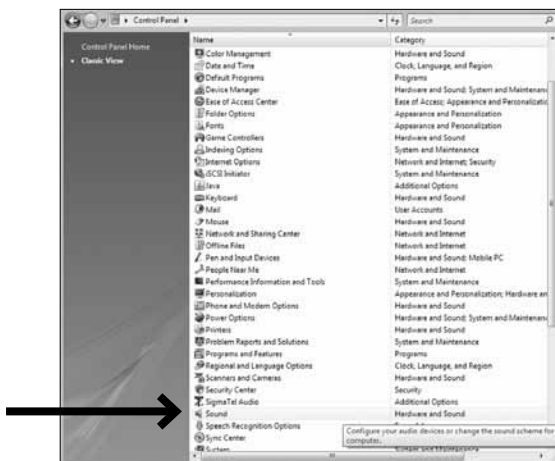 Control Panel Search
Control Panel Home
Classic View
Name Category
Color Management Hardware and Sound
Date and Time Clock, Language, and Region
Default Programs Programs
Device Manager Hardware and Sound; System and Maintenanc
Ease of Access Center Ease of Access; Appearance and Personalizatic
Folder Options Appearance and Personalization
Fonts Appearance and Personalization
Game Controllers Hardware and Sound
Indexing Options System and Maintenance
Internet Options Network and Internet; Security
iSCSI Initiator System and Maintenance
Java Additional Options
Keyboard Hardware and Sound
Mail User Accounts
Mouse Hardware and Sound
Network and Sharing Center Network and Internet
Offline Files Network and Internet
Pen and Input Devices Hardware and Sound; Mobile PC
People Near Me Network and Internet
Performance Information and Tools System and Maintenance
Personalization Appearance and Personalization; Hardware an
Phone and Modem Options Hardware and Sound
Power Options Hardware and Sound; System and Maintenanc
Printers Hardware and Sound
Problem Reports and Solutions System and Maintenance
Programs and Features Programs
Regional and Language Options Clock, Language, and Region
Scanners and Cameras Hardware and Sound
Security Center Security
SigmaTel Audio Additional Options
Sound Hardware and Sound
Speech Recognition Options
Configure your audio devices or change the sound scheme for
computer.
Sync Center
System System and Maintenance